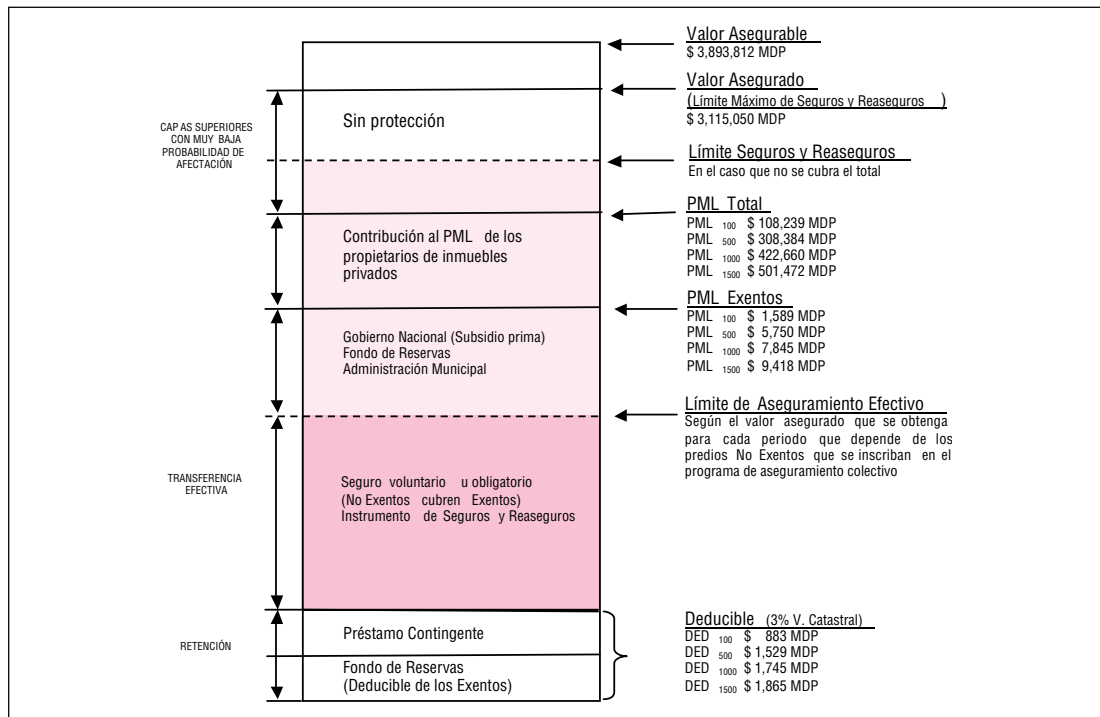 Valor Asegurable
$ 3,893,812 MDP
Valor Asegurado
(Límite Máximo de Seguros y Reaseguros )
$ 3,115,050 MDP
CAPAS SUPERIORES
CON MUY BAJA
PROBABILIDAD DE
AFECTACIÓN
Sin protección
Límite Seguros y Reaseguros
En el caso que no se cubra el total
PML Total
PML 100 $ 108,239 MDP
PML 500 $ 308,384 MDP
PML 1000 $ 422,660 MDP
PML 1500 $ 501,472 MDP
Contribución al PML de los
propietarios de inmuebles
privados
PML Exentos
PML 100 $ 1,589 MDP
PML 500 $ 5,750 MDP
PML 1000 $ 7,845 MDP
PML 1500 $ 9,418 MDP
Gobierno Nacional (Subsidio prima)
Fondo de Reservas
Administración Municipal
Límite de Aseguramiento Efectivo
Según el valor asegurado que se obtenga
para cada periodo que depende de los
predios No Exentos que se inscriban en el
programa de aseguramiento colectivo
TRANSFERENCIA
EFECTIVA
Seguro voluntario u obligatorio
(No Exentos cubren Exentos)
Instrumento de Seguros y Reaseguros
RETENCIÓN
Préstamo Contingente
Fondo de Reservas
(Deducible de los Exentos)
Deducible (3% V. Catastral)
DED 100 $ 883 MDP
DED 500 $ 1,529 MDP
DED 1000 $ 1,745 MDP
DED 1500 $ 1,865 MDP